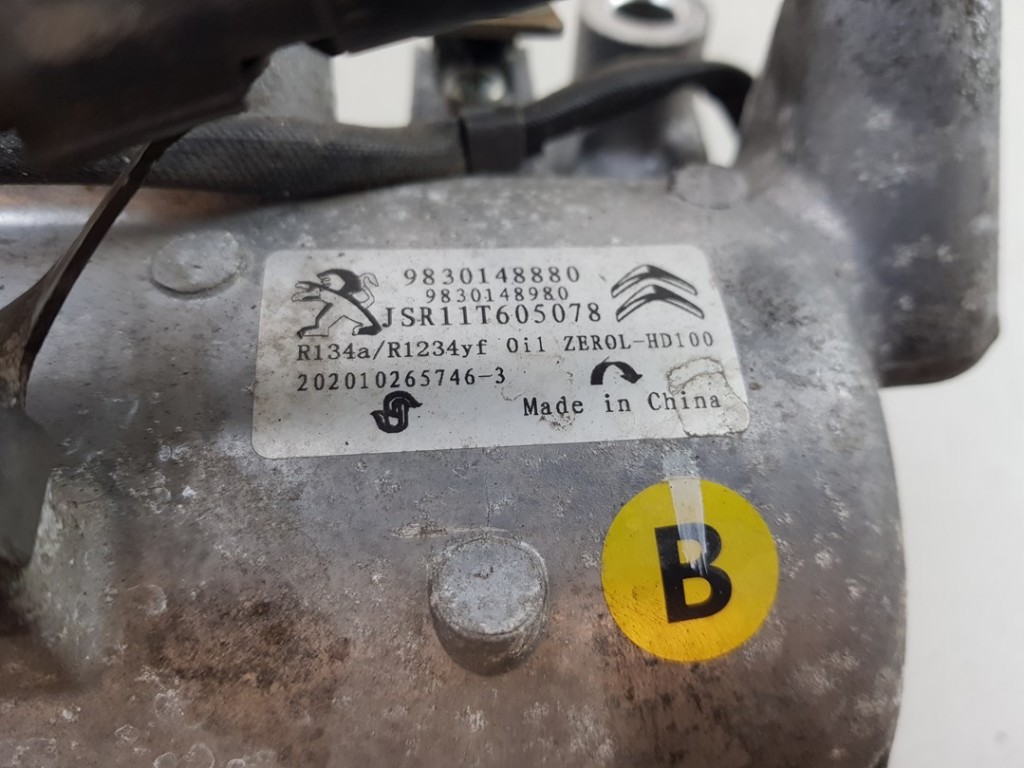 9830148880
9830148980
JSR11T605078
R134a/R1234yf Oil ZEROL-HD100
202010265746-3
Made in China
B